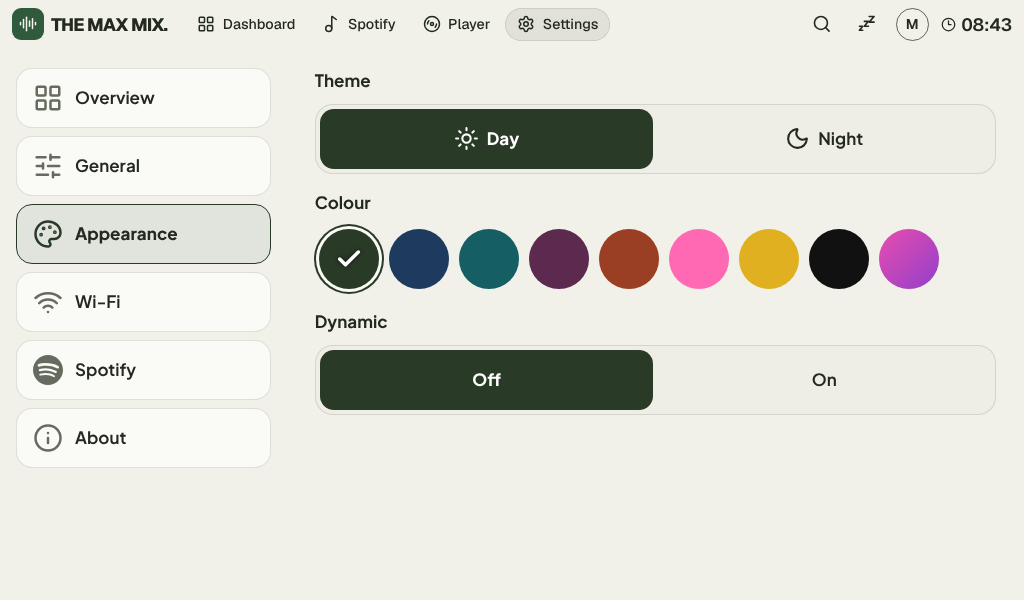 THE MAX MIX.
Dashboard
Spotify
Player
Settings
M
08:43
Overview
General
Appearance
Wi-Fi
Spotify
About
Theme
Day
Night
Colour
Dynamic
Off
On